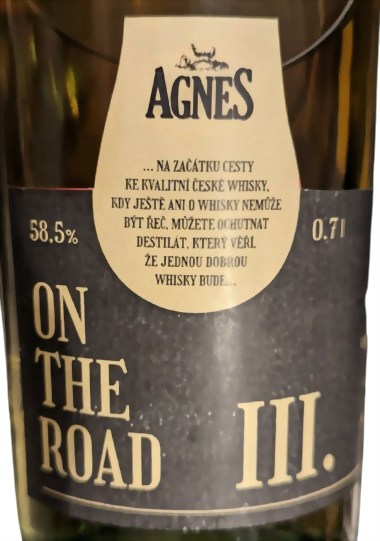 AGNES
... NA ZAČÁTKU CESTY
KE KVALITNÍ ČESKÉ WHISKY,
KDY JEŠTĚ ANI O WHISKY NEMŮŽE
BÝT ŘEČ, MŮŽETE OCHUTNAT
DESTILÁT, KTERÝ VĚŘÍ,
ŽE JEDNOU DOBROU
WHISKY BUDE...
58,5%
0.7l
ON
THE
ROAD
III.